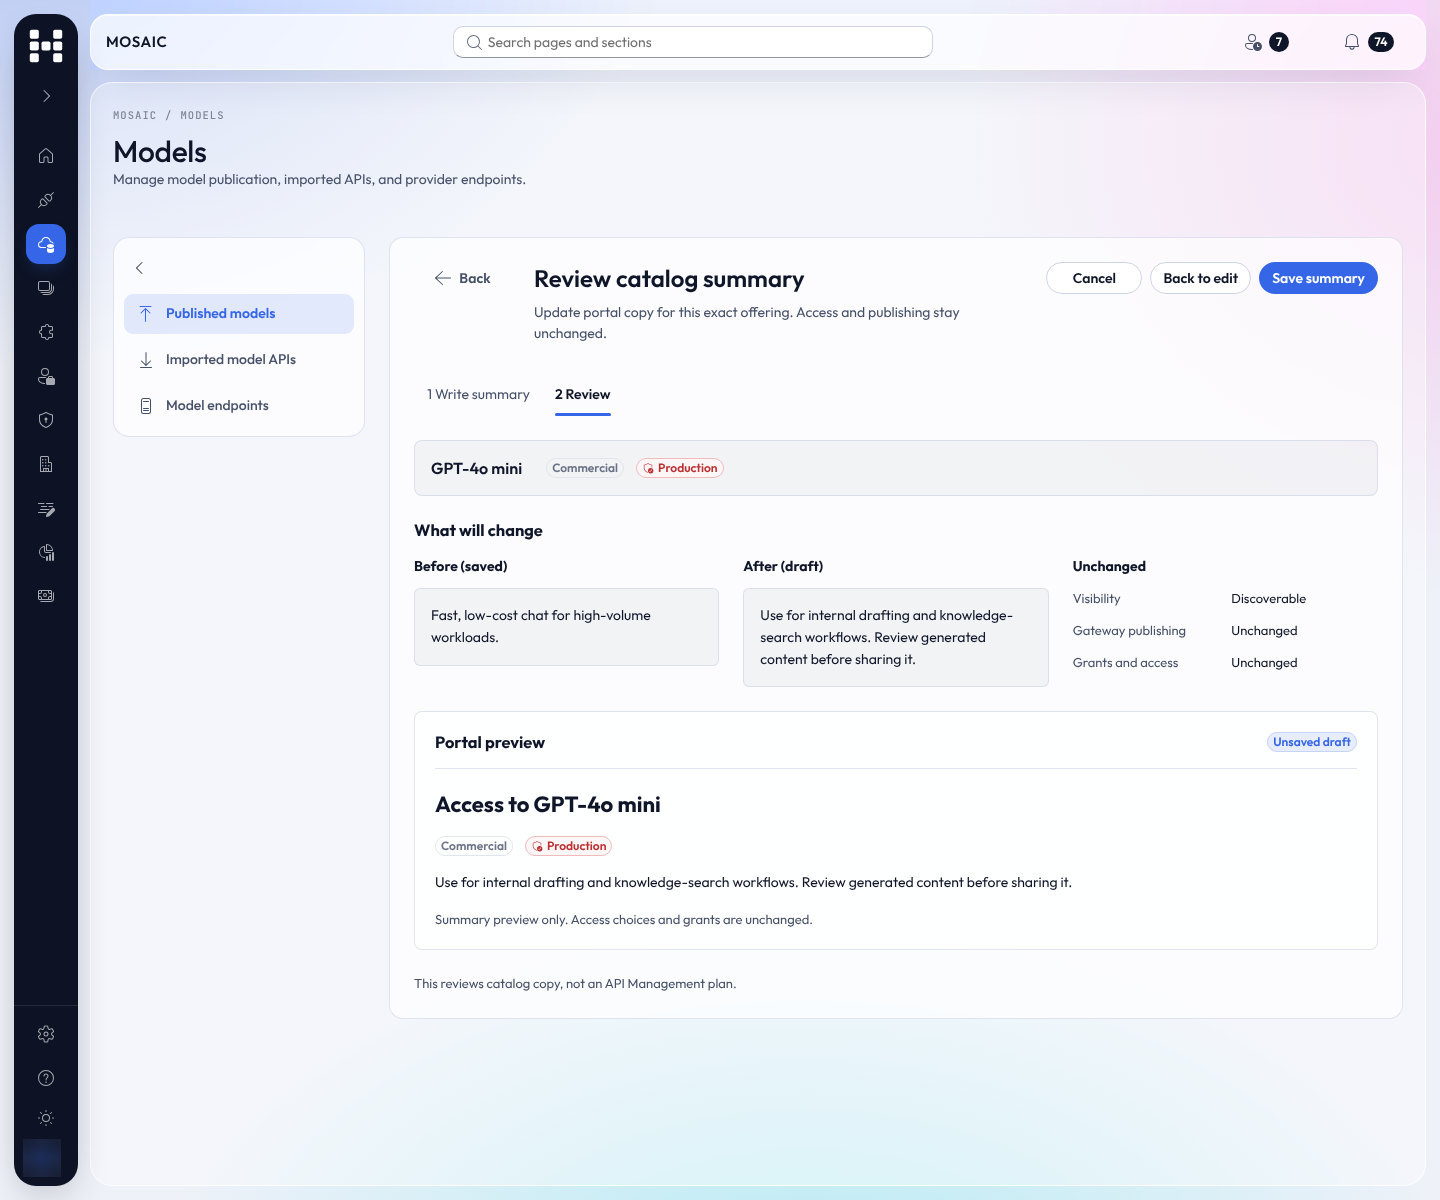 MOSAIC
Search pages and sections
7
74
MOSAIC / MODELS
Models
Manage model publication, imported APIs, and provider endpoints.
Published models
Imported model APIs
Model endpoints
Back
Review catalog summary
Update portal copy for this exact offering. Access and publishing stay
unchanged.
Cancel
Back to edit
Save summary
1 Write summary
2 Review
GPT-4o mini
Commercial
Production
What will change
Before (saved)
Fast, low-cost chat for high-volume
workloads.
After (draft)
Use for internal drafting and knowledge-
search workflows. Review generated
content before sharing it.
Unchanged
Visibility
Discoverable
Gateway publishing
Unchanged
Grants and access
Unchanged
Portal preview
Unsaved draft
Access to GPT-4o mini
Commercial
Production
Use for internal drafting and knowledge-search workflows. Review generated content before sharing it.
Summary preview only. Access choices and grants are unchanged.
This reviews catalog copy, not an API Management plan.